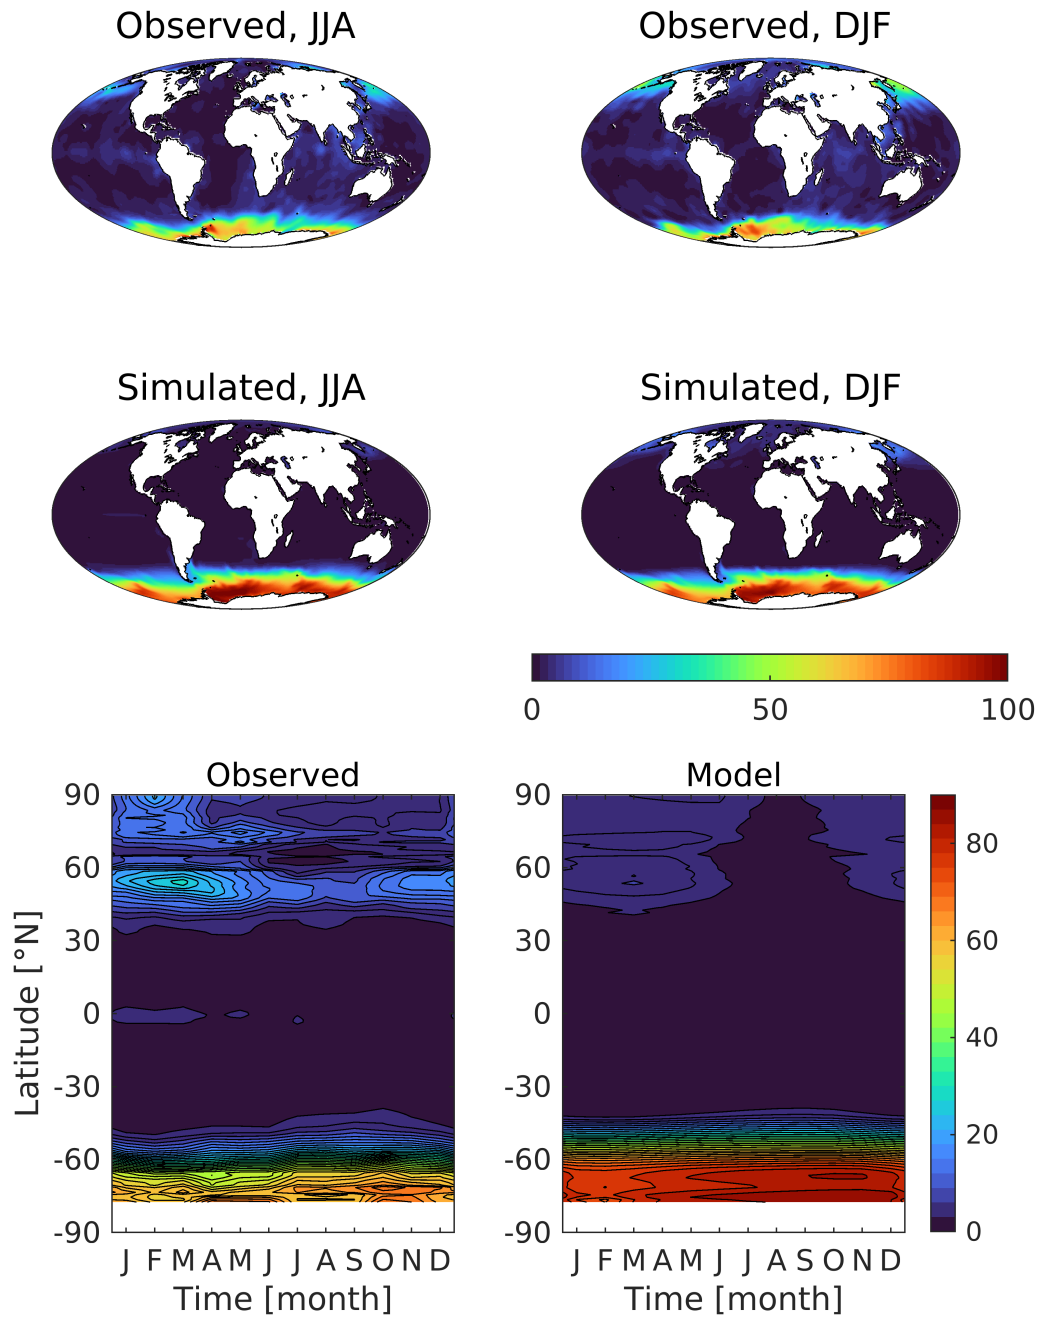 Observed, JJA
Observed, DJF
Simulated, JJA
Simulated, DJF
0 50 100
Observed
Model
90
60
30
0
-30
-60
-90
Latitude [°N]
J F M A M J J A S O N D
Time [month]
90
60
30
0
-30
-60
-90
J F M A M J J A S O N D
Time [month]
80
60
40
20
0